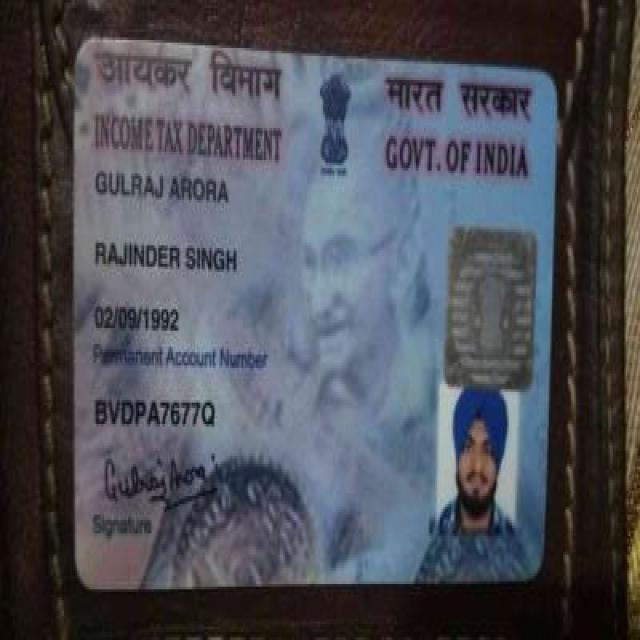 आयकर विभाग
भारत सरकार
INCOME TAX DEPARTMENT
GOVT. OF INDIA
GULRAJ ARORA
RAJINDER SINGH
02/09/1992
Permanent Account Number
BVDPA7677Q
Gulraj Arora
Signature